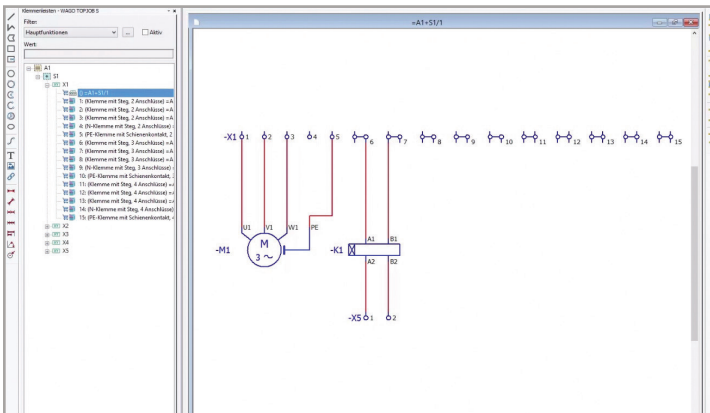 Klemmenleisten - WAGO TOPJOB S
Filter:
Hauptfunktionen
...
Aktiv
Wert:
A1
S1
X1
=A1+S1/1
1: (Klemme mit Steg, 2 Anschlüsse) =A
2: (Klemme mit Steg, 2 Anschlüsse) =A
3: (Klemme mit Steg, 2 Anschlüsse) =A
4: (N-Klemme mit Steg, 2 Anschlüsse) =
5: (PE-Klemme mit Schienenkontakt, 2
6: (Klemme mit Steg, 3 Anschlüsse) =A
7: (Klemme mit Steg, 3 Anschlüsse) =A
8: (Klemme mit Steg, 3 Anschlüsse) =A
9: (N-Klemme mit Steg, 3 Anschlüsse) =
10: (PE-Klemme mit Schienenkontakt, 3
11: (Klemme mit Steg, 4 Anschlüsse) =A
12: (Klemme mit Steg, 4 Anschlüsse) =A
13: (Klemme mit Steg, 4 Anschlüsse) =A
14: (N-Klemme mit Steg, 4 Anschlüsse)
15: (PE-Klemme mit Schienenkontakt, 4
X2
X3
X4
X5
=A1+S1/1
-X1 1 2 3 4 5 6 7 8 9 10 11 12 13 14 15
U1 V1 W1 PE
-M1
M
3 ~
A1 B1
-K1
A2 B2
-X5 1 2